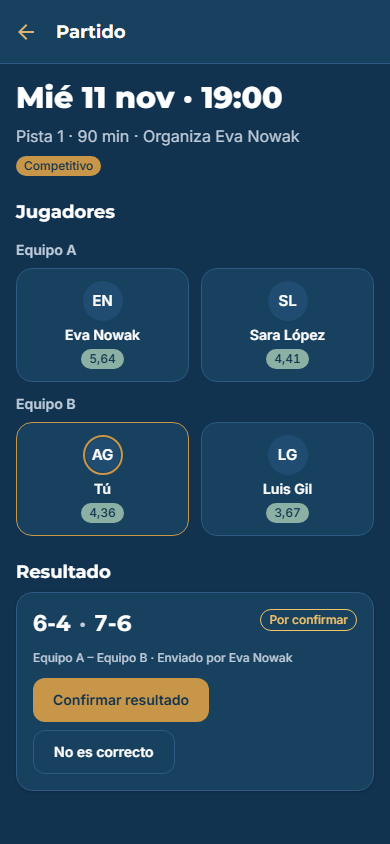 Partido
Mié 11 nov · 19:00
Pista 1 · 90 min · Organiza Eva Nowak
Competitivo
Jugadores
Equipo A
EN
Eva Nowak
5,64
SL
Sara López
4,41
Equipo B
AG
Tú
4,36
LG
Luis Gil
3,67
Resultado
6-4 · 7-6
Por confirmar
Equipo A – Equipo B · Enviado por Eva Nowak
Confirmar resultado
No es correcto